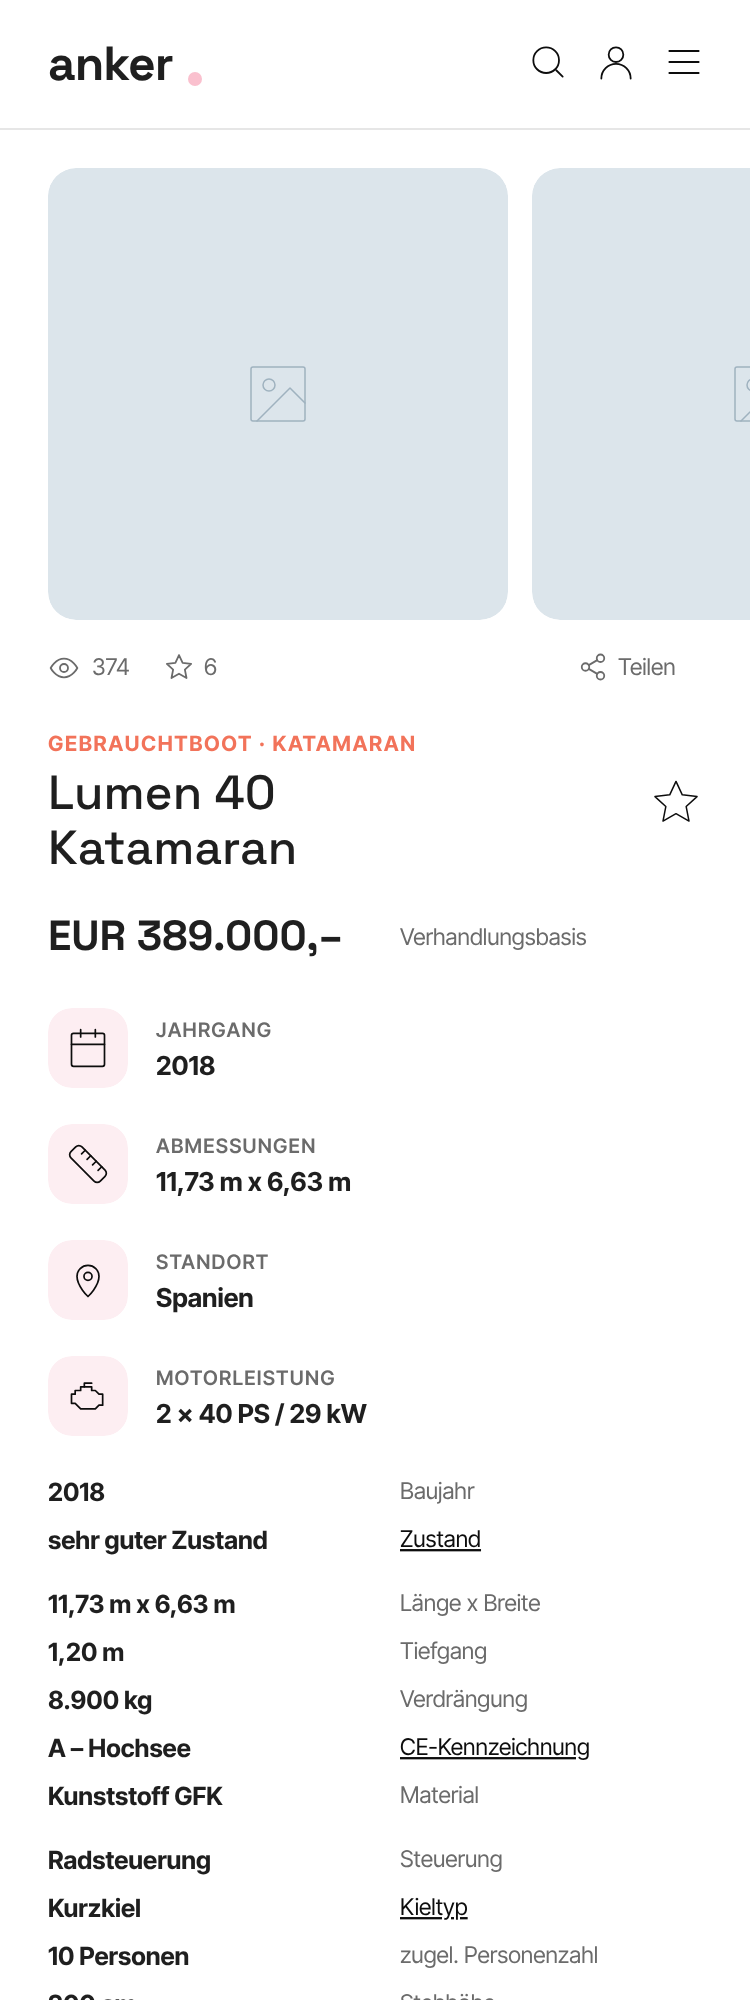 anker
374 6 Teilen
GEBRAUCHTBOOT · KATAMARAN
Lumen 40
Katamaran
EUR 389.000,– Verhandlungsbasis
JAHRGANG
2018
ABMESSUNGEN
11,73 m x 6,63 m
STANDORT
Spanien
MOTORLEISTUNG
2 × 40 PS / 29 kW
2018 Baujahr
sehr guter Zustand Zustand
11,73 m x 6,63 m Länge x Breite
1,20 m Tiefgang
8.900 kg Verdrängung
A – Hochsee CE-Kennzeichnung
Kunststoff GFK Material
Radsteuerung Steuerung
Kurzkiel Kieltyp
10 Personen zugel. Personenzahl